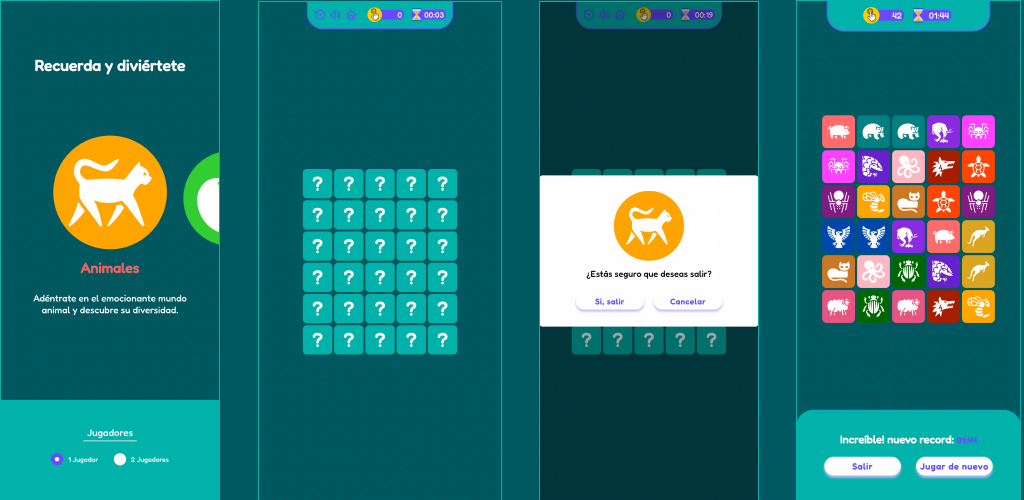 Recuerda y diviértete
Animales
Adéntrate en el emocionante mundo
animal y descubre su diversidad.
Jugadores
1 Jugador
2 Jugadores
0
00:03
? ? ? ? ?
? ? ? ? ?
? ? ? ? ?
? ? ? ? ?
? ? ? ? ?
? ? ? ? ?
0
00:19
¿Estás seguro que deseas salir?
Si, salir
Cancelar
? ? ? ? ?
42
01:44
Increíble! nuevo record: 01:44
Salir
Jugar de nuevo